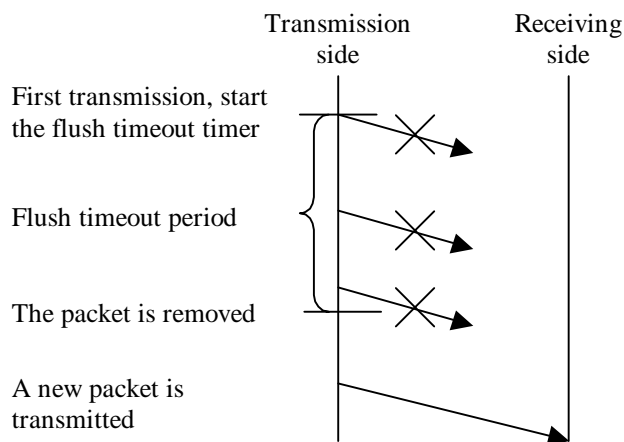 Transmission
side
Receiving
side
First transmission, start
the flush timeout timer
Flush timeout period
The packet is removed
A new packet is
transmitted